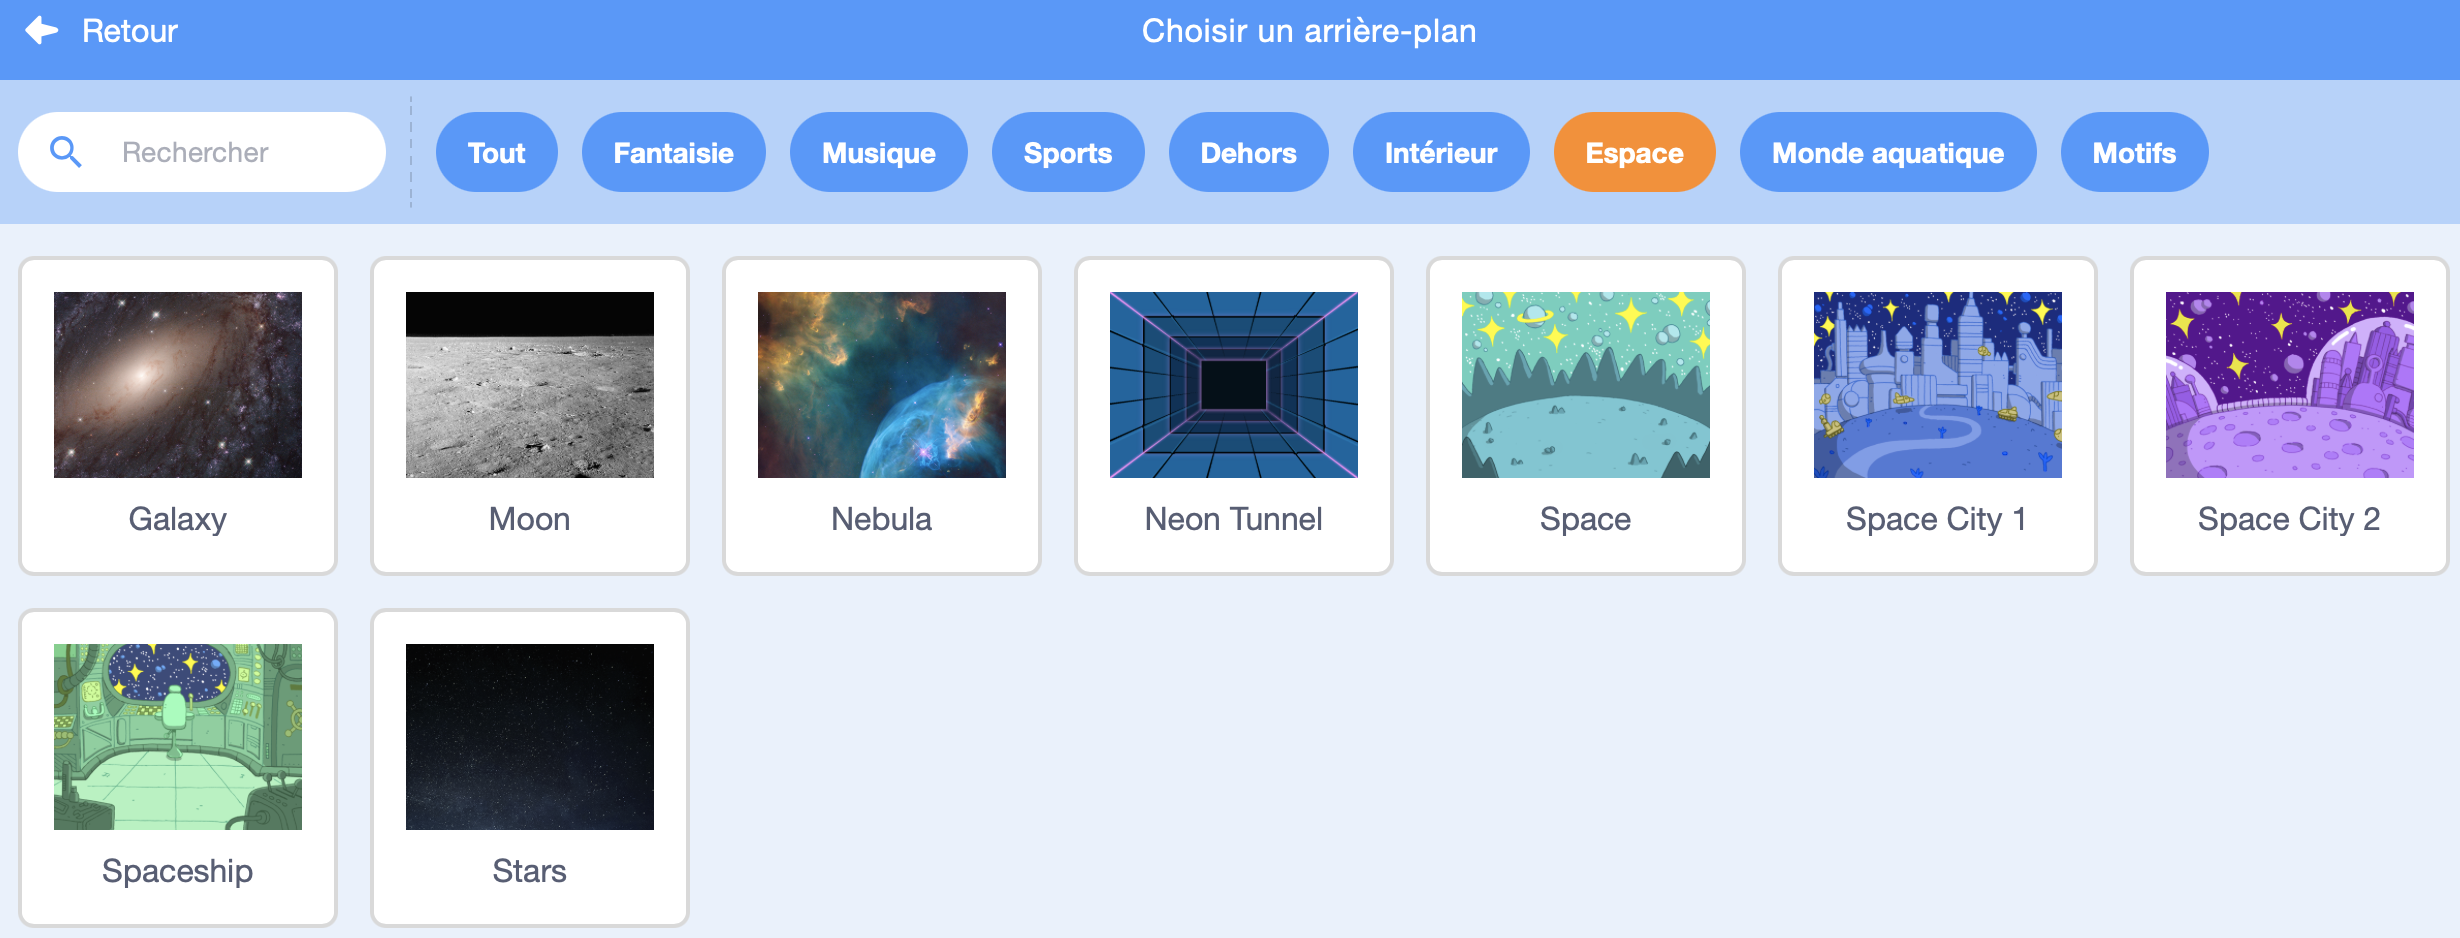 Retour
Choisir un arrière-plan
Rechercher
Tout
Fantaisie
Musique
Sports
Dehors
Intérieur
Espace
Monde aquatique
Motifs
Galaxy
Moon
Nebula
Neon Tunnel
Space
Space City 1
Space City 2
Spaceship
Stars